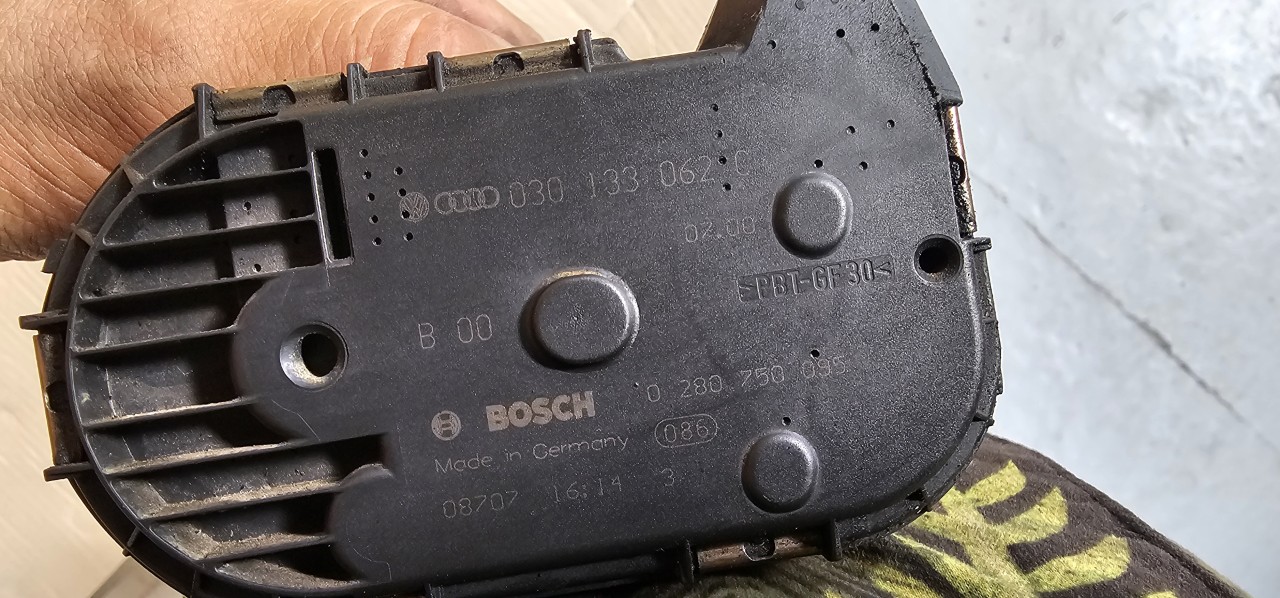 030 133 062 C
02.00
>PBT-GF30<
B 00
BOSCH 0 280 750 095
Made in Germany 086
08707 16:14 3